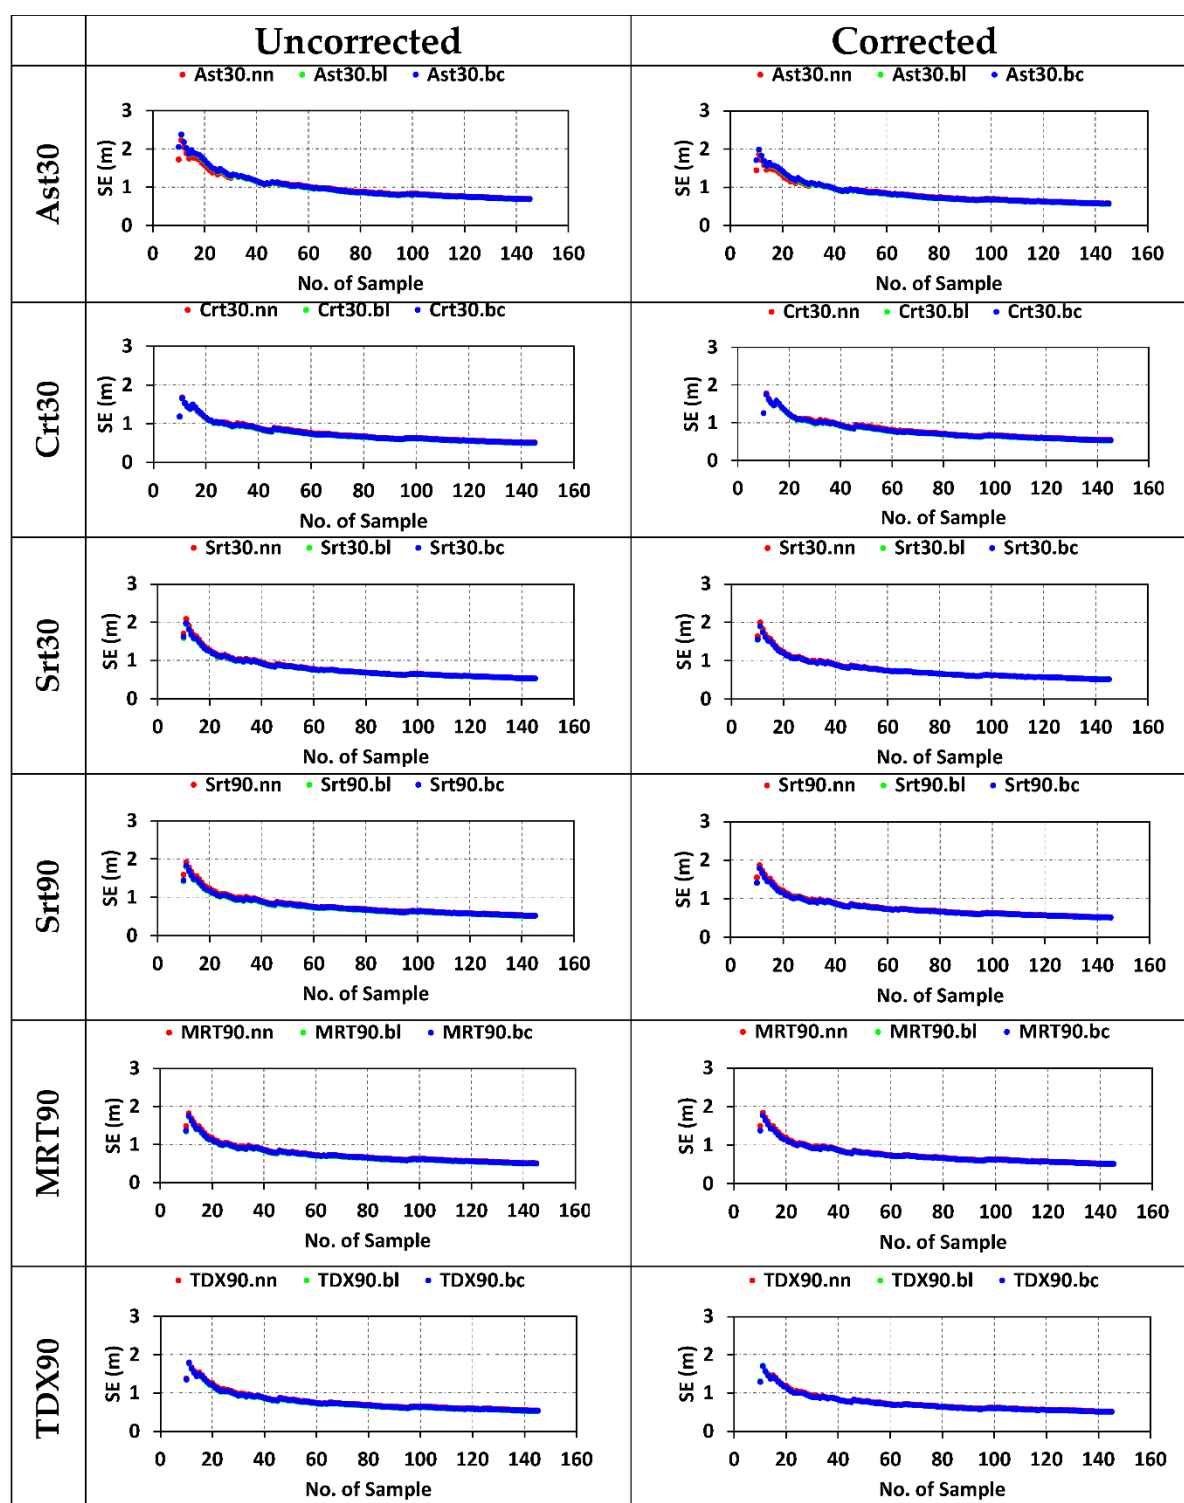 Uncorrected Corrected
Ast30
Ast30.nn Ast30.bl Ast30.bc
SE (m)
3
2
1
0
0 20 40 60 80 100 120 140 160
No. of Sample
Ast30.nn Ast30.bl Ast30.bc
SE (m)
3
2
1
0
0 20 40 60 80 100 120 140 160
No. of Sample
Crt30
Crt30.nn Crt30.bl Crt30.bc
SE (m)
3
2
1
0
0 20 40 60 80 100 120 140 160
No. of Sample
Crt30.nn Crt30.bl Crt30.bc
SE (m)
3
2
1
0
0 20 40 60 80 100 120 140 160
No. of Sample
Srt30
Srt30.nn Srt30.bl Srt30.bc
SE (m)
3
2
1
0
0 20 40 60 80 100 120 140 160
No. of Sample
Srt30.nn Srt30.bl Srt30.bc
SE (m)
3
2
1
0
0 20 40 60 80 100 120 140 160
No. of Sample
Srt90
Srt90.nn Srt90.bl Srt90.bc
SE (m)
3
2
1
0
0 20 40 60 80 100 120 140 160
No. of Sample
Srt90.nn Srt90.bl Srt90.bc
SE (m)
3
2
1
0
0 20 40 60 80 100 120 140 160
No. of Sample
MRT90
MRT90.nn MRT90.bl MRT90.bc
SE (m)
3
2
1
0
0 20 40 60 80 100 120 140 160
No. of Sample
MRT90.nn MRT90.bl MRT90.bc
SE (m)
3
2
1
0
0 20 40 60 80 100 120 140 160
No. of Sample
TDX90
TDX90.nn TDX90.bl TDX90.bc
SE (m)
3
2
1
0
0 20 40 60 80 100 120 140 160
No. of Sample
TDX90.nn TDX90.bl TDX90.bc
SE (m)
3
2
1
0
0 20 40 60 80 100 120 140 160
No. of Sample